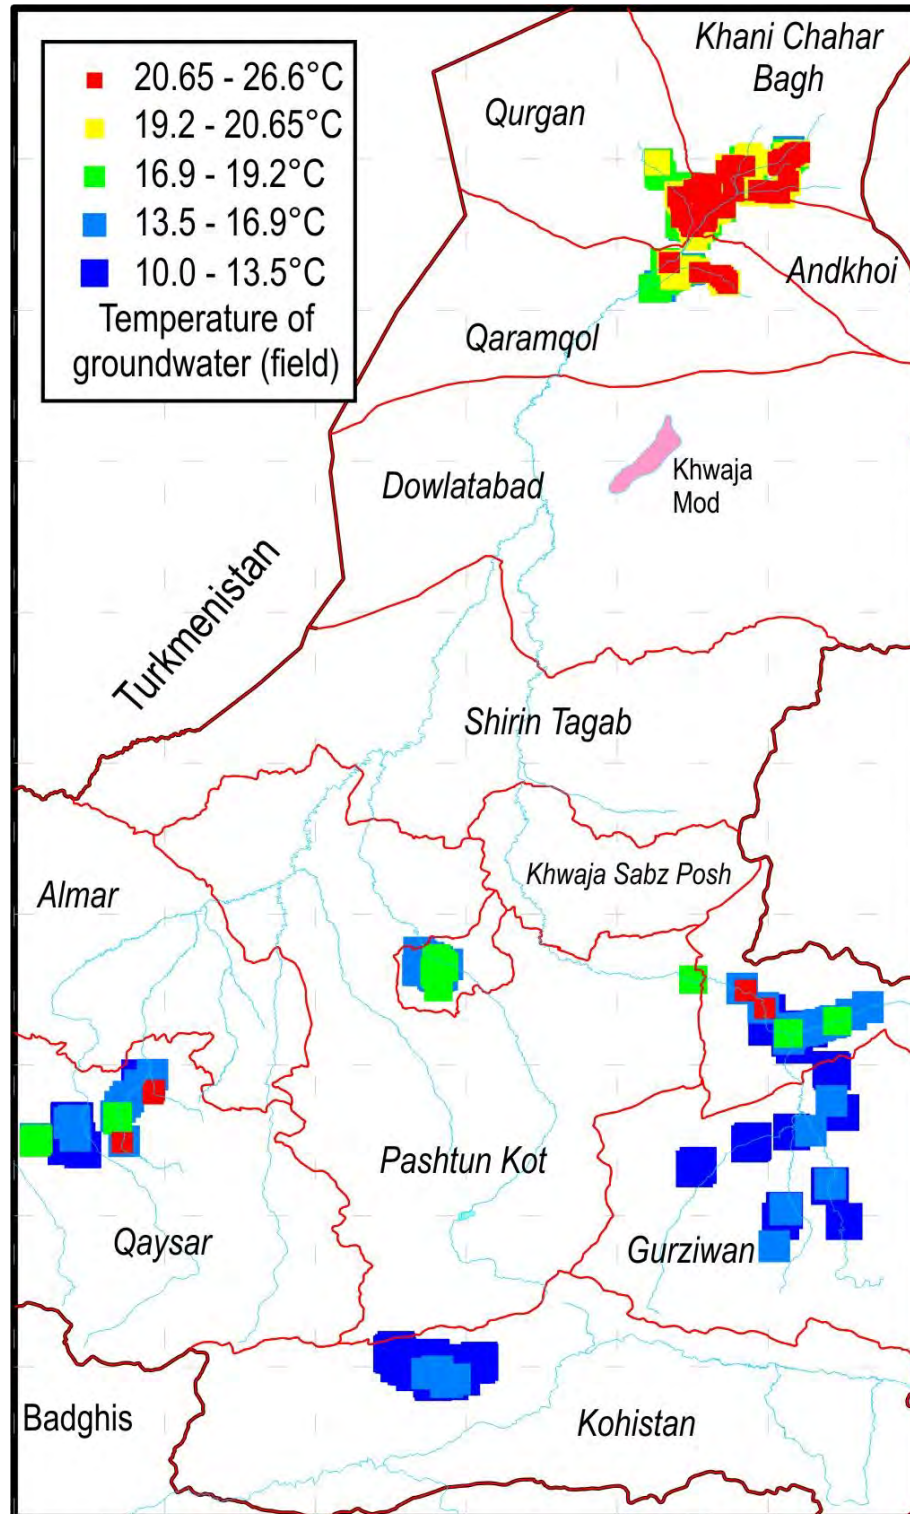 20.65 - 26.6°C
19.2 - 20.65°C
16.9 - 19.2°C
13.5 - 16.9°C
10.0 - 13.5°C
Temperature of
groundwater (field)
Khani Chahar
Bagh
Qurgan
Andkhoi
Qaramqol
Dowlatabad
Khwaja
Mod
Turkmenistan
Shirin Tagab
Khwaja Sabz Posh
Almar
Pashtun Kot
Qaysar
Gurziwan
Badghis
Kohistan